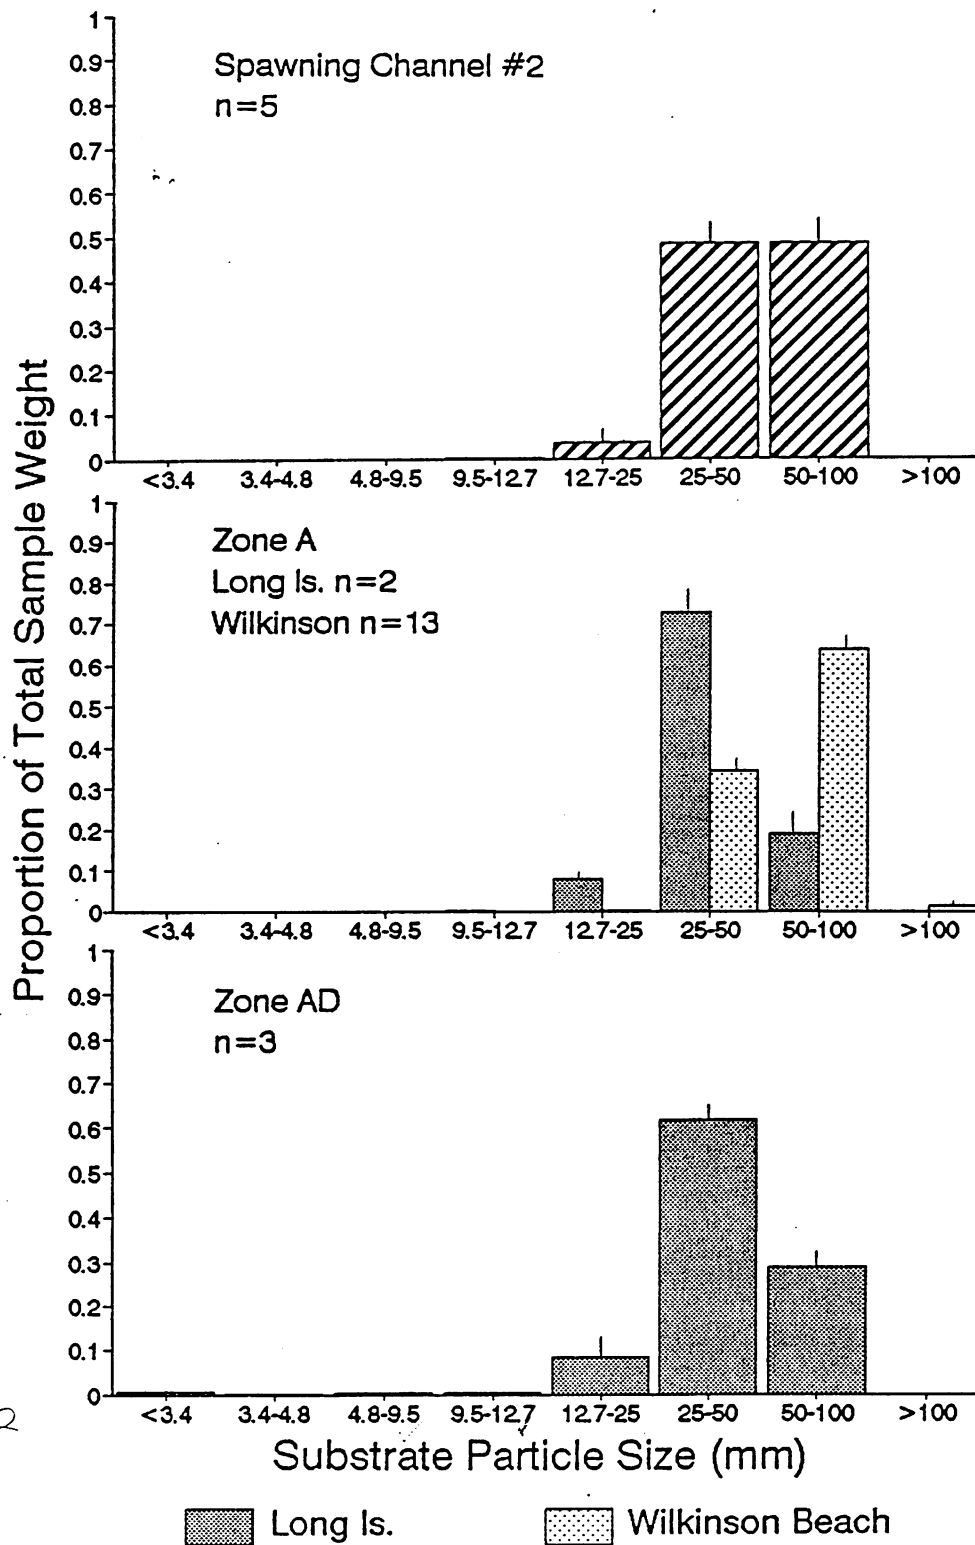 Proportion of Total Sample Weight
1
0.9
0.8
0.7
0.6
0.5
0.4
0.3
0.2
0.1
0
Spawning Channel #2
n=5
<3.4 3.4-4.8 4.8-9.5 9.5-12.7 12.7-25 25-50 50-100 >100
1
0.9
0.8
0.7
0.6
0.5
0.4
0.3
0.2
0.1
0
Zone A
Long Is. n=2
Wilkinson n=13
<3.4 3.4-4.8 4.8-9.5 9.5-12.7 12.7-25 25-50 50-100 >100
1
0.9
0.8
0.7
0.6
0.5
0.4
0.3
0.2
0.1
0
Zone AD
n=3
<3.4 3.4-4.8 4.8-9.5 9.5-12.7 12.7-25 25-50 50-100 >100
Substrate Particle Size (mm)
Long Is. Wilkinson Beach